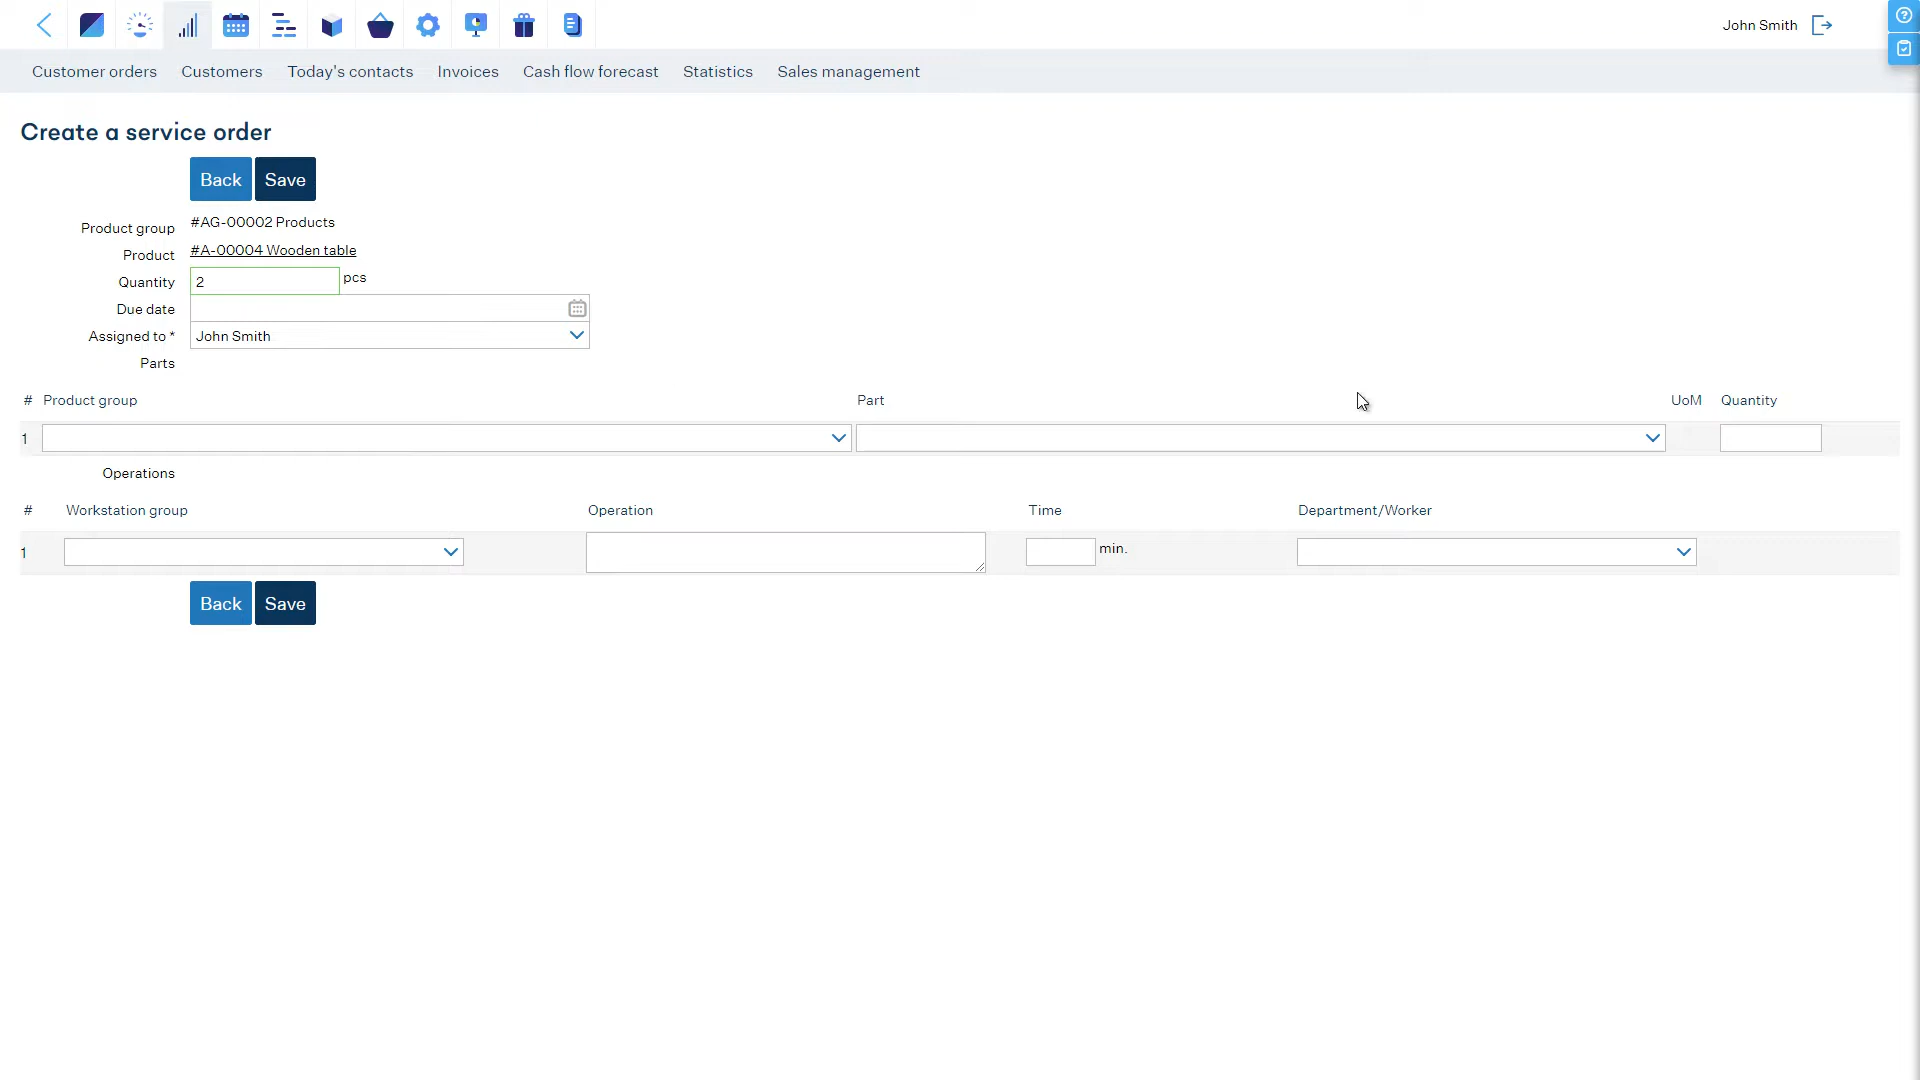 John Smith
Customer orders Customers Today's contacts Invoices Cash flow forecast Statistics Sales management
Create a service order
Back Save
Product group #AG-00002 Products
Product #A-00004 Wooden table
Quantity 2 pcs
Due date
Assigned to * John Smith
Parts
# Product group Part UoM Quantity
1
Operations
# Workstation group Operation Time Department/Worker
1 min.
Back Save